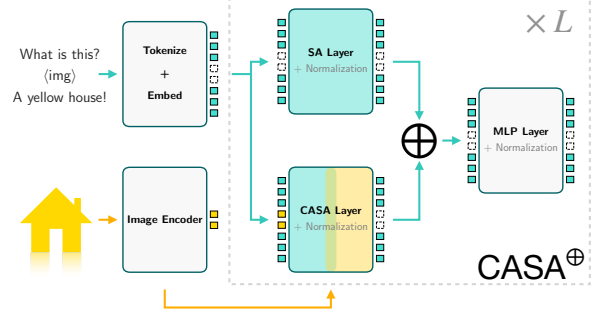 What is this?
⟨img⟩
A yellow house!
Tokenize
+
Embed
SA Layer
+ Normalization
× L
MLP Layer
+ Normalization
Image Encoder
CASA Layer
+ Normalization
CASA⊕